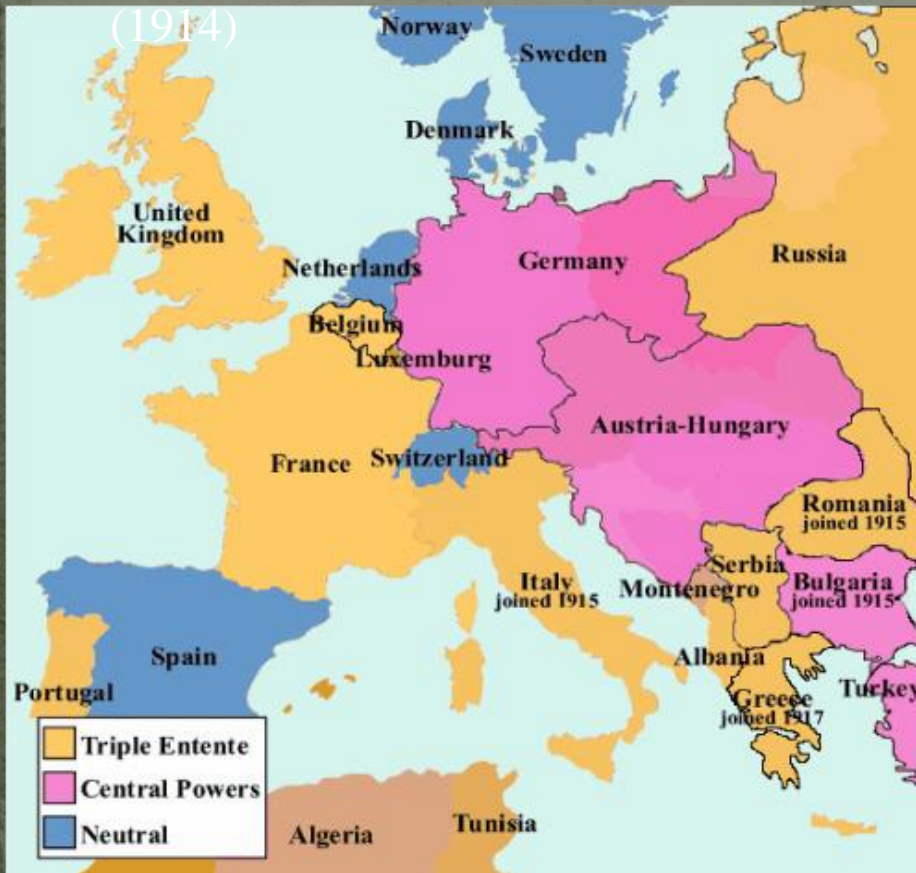 (1914)
Norway
Sweden
Denmark
United
Kingdom
Netherlands
Germany
Russia
Belgium
Luxemburg
Austria-Hungary
France
Switzerland
Romania
joined 1915
Serbia
Italy
joined 1915
Montenegro
Bulgaria
joined 1915
Spain
Albania
Portugal
Greece
joined 1917
Turkey
Triple Entente
Central Powers
Neutral
Algeria
Tunisia